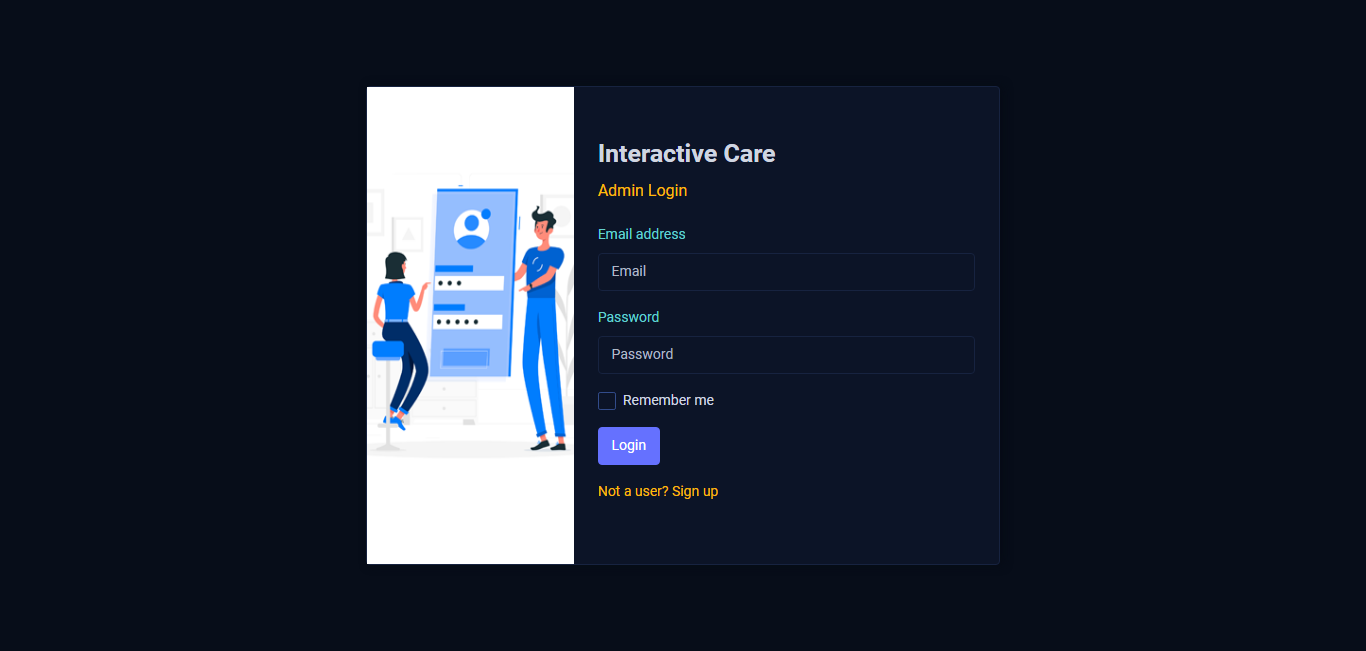 Interactive Care
Admin Login
Email address
Email
Password
Password
Remember me
Login
Not a user? Sign up